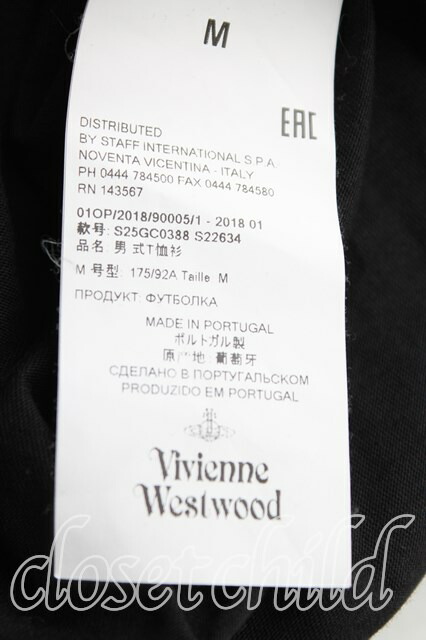 M
EAC
DISTRIBUTED
BY STAFF INTERNATIONAL S.P.A.
NOVENTA VICENTINA - ITALY
PH 0444 784500 FAX 0444 784580
RN 143567
01OP/2018/90005/1 - 2018 01
款号: S25GC0388 S22634
品名: 男 式T恤衫
M 号型: 175/92A Taille M
ПРОДУКТ: ФУТБОЛКА
MADE IN PORTUGAL
ポルトガル製
原 地 葡萄牙
СДЕЛАНО В ПОРТУГАЛЬСКОМ
PRODUZIDO EM PORTUGAL
Vivienne
Westwood
closetchild